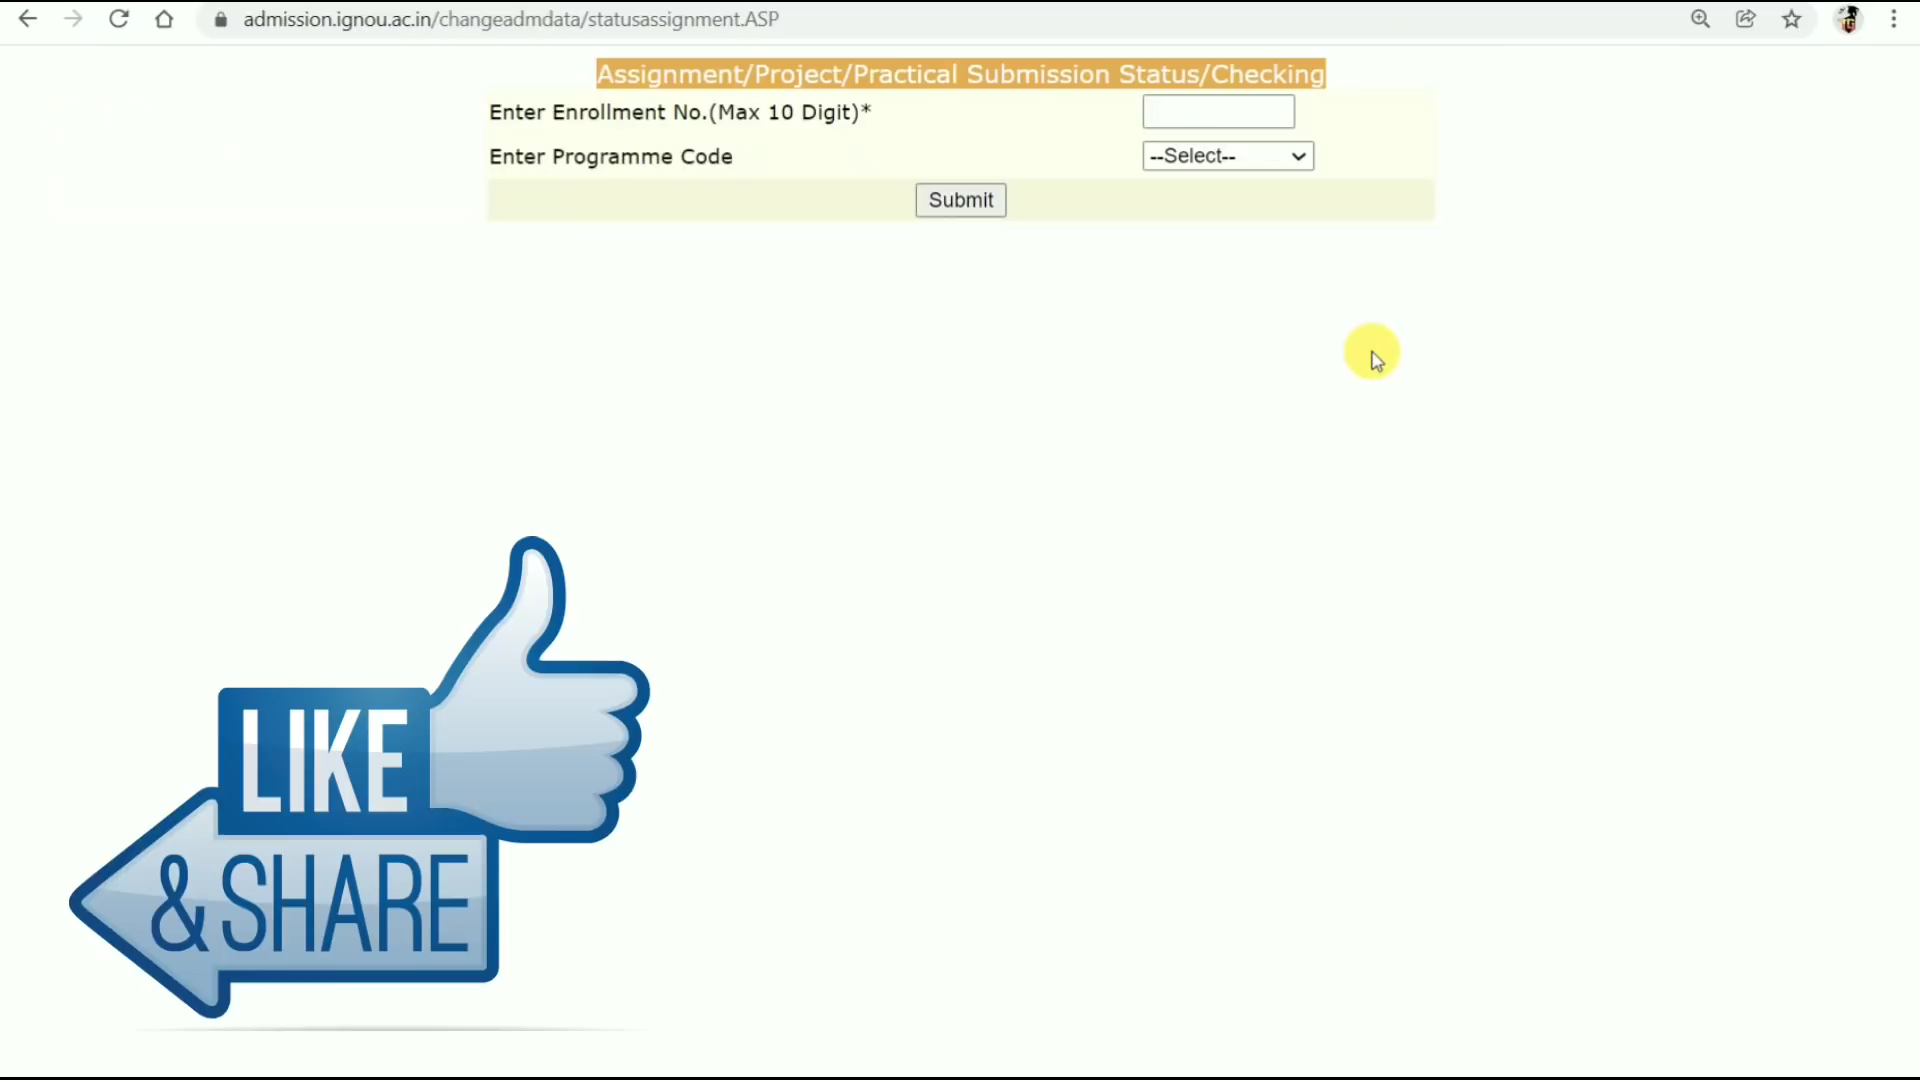 admission.ignou.ac.in/changeadmdata/statusassignment.ASP
Assignment/Project/Practical Submission Status/Checking
Enter Enrollment No.(Max 10 Digit)*
Enter Programme Code --Select--
Submit
LIKE
& SHARE